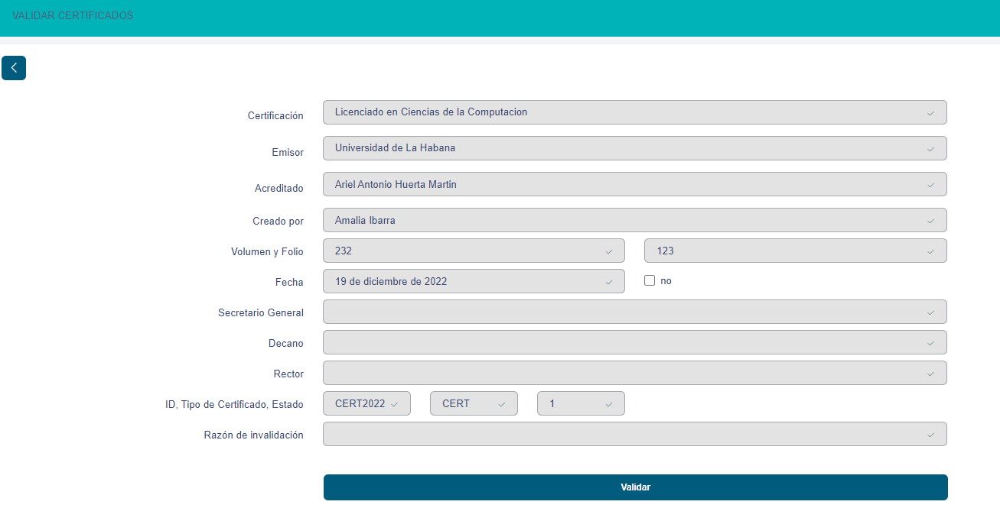 VALIDAR CERTIFICADOS
Certificación Licenciado en Ciencias de la Computacion
Emisor Universidad de La Habana
Acreditado Ariel Antonio Huerta Martin
Creado por Amalia Ibarra
Volumen y Folio 232 123
Fecha 19 de diciembre de 2022 no
Secretario General
Decano
Rector
ID, Tipo de Certificado, Estado CERT2022 CERT 1
Razón de invalidación
Validar